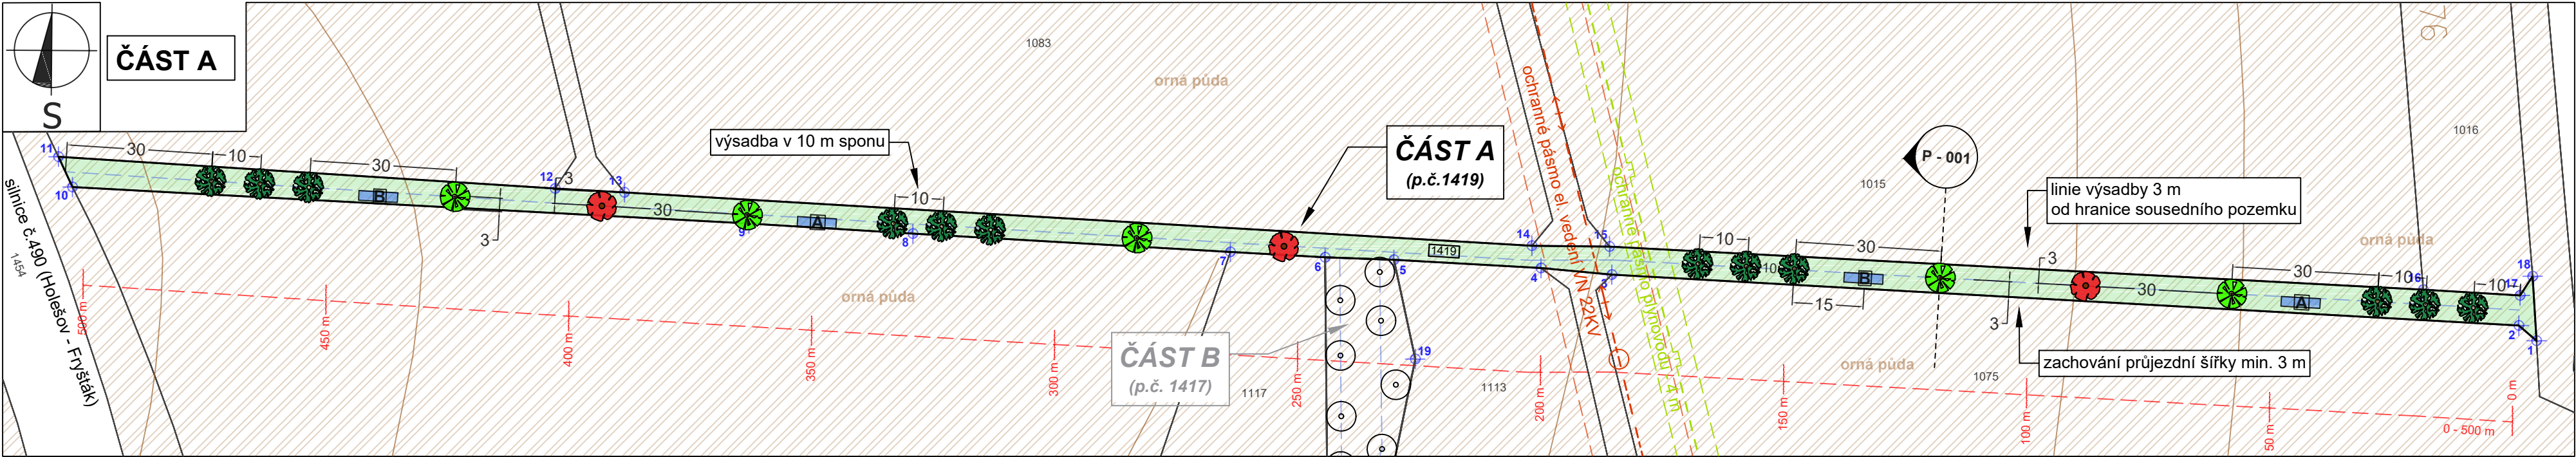 S
ČÁST A
1083
orná půda
76
1016
11
30
10
30
12
3
13
výsadba v 10 m sponu
10
ČÁST A
(p.č.1419)
ochranné pásmo el. vedení VN 22KV
ochranné pásmo plynovodu - 4 m
P - 001
1015
linie výsadby 3 m
od hranice sousedního pozemku
orná půda
10
silnice č.490 (Holešov - Fryšták)
1454
B
3
30
9
A
8
7
6
5
1419
14
15
4
3
10
10
B
15
30
3
3
30
30
A
10
16
10
17
18
2
1
zachování průjezdní šířky min. 3 m
orná půda
orná půda
ČÁST B
(p.č. 1417)
1117
19
1113
1075
500 m
450 m
400 m
350 m
300 m
250 m
200 m
150 m
100 m
50 m
0 m
0 - 500 m